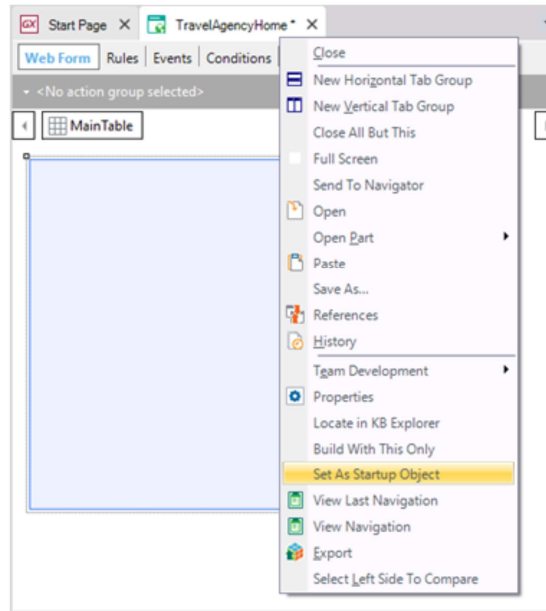 GX Start Page X TravelAgencyHome * X
Web Form Rules Events Conditions
<No action group selected>
MainTable
Close
New Horizontal Tab Group
New Vertical Tab Group
Close All But This
Full Screen
Send To Navigator
Open
Open Part
Paste
Save As...
References
History
Team Development
Properties
Locate in KB Explorer
Build With This Only
Set As Startup Object
View Last Navigation
View Navigation
Export
Select Left Side To Compare